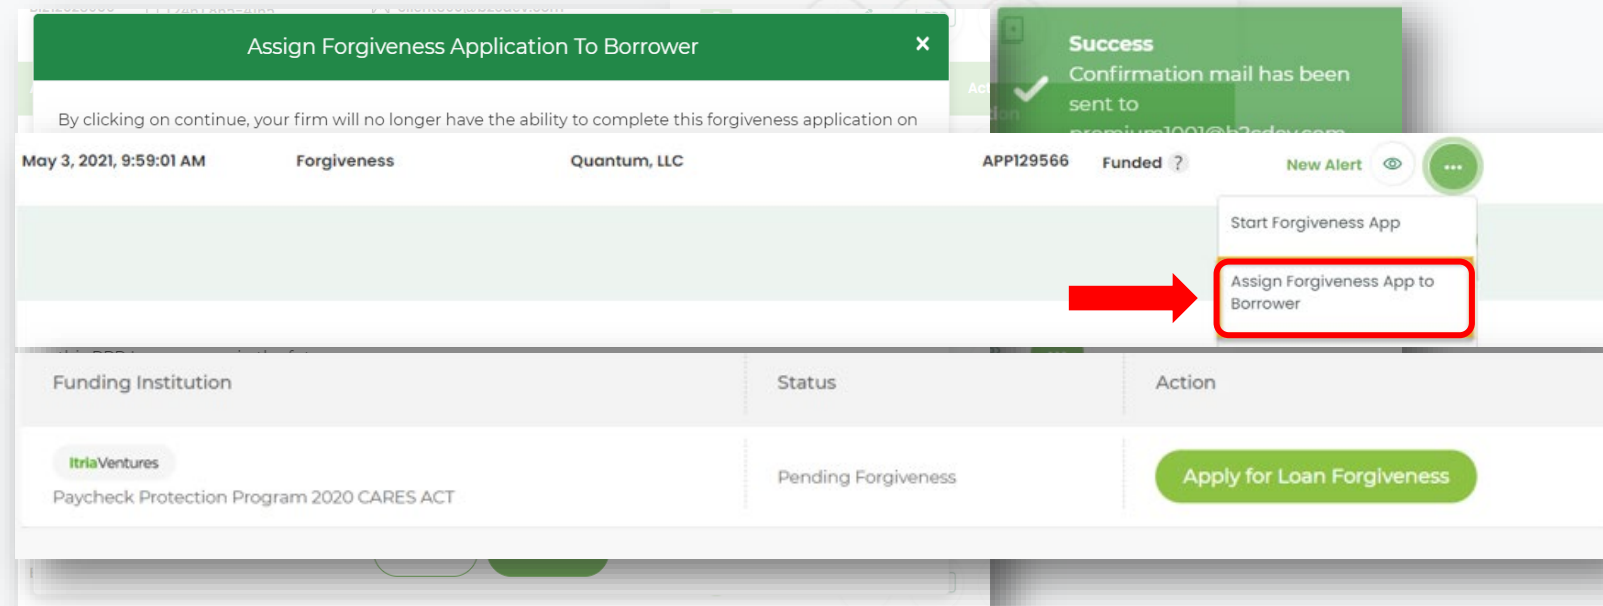 Assign Forgiveness Application To Borrower ×
By clicking on continue, your firm will no longer have the ability to complete this forgiveness application on
Success
Confirmation mail has been
sent to
premium1001@b2cdev.com
May 3, 2021, 9:59:01 AM Forgiveness Quantum, LLC APP129566 Funded ? New Alert ...
Start Forgiveness App
Assign Forgiveness App to
Borrower
Funding Institution Status Action
ItriaVentures
Paycheck Protection Program 2020 CARES ACT
Pending Forgiveness
Apply for Loan Forgiveness